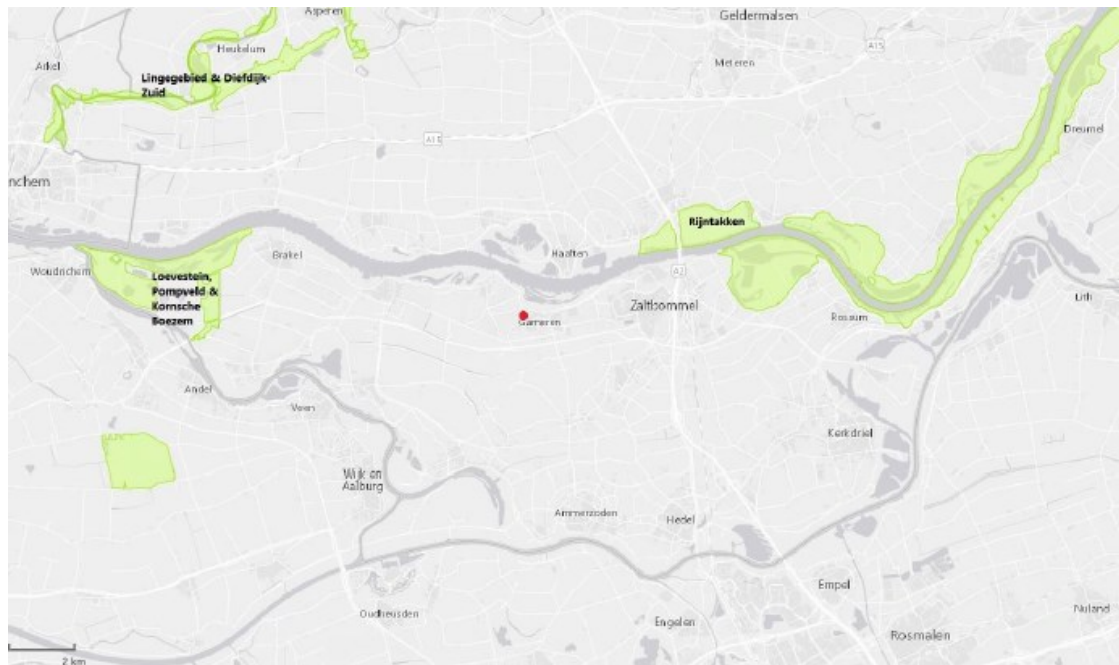 Asperen
Geldermalsen
Heukelum
A15
Arkel
Meteren
Lingegebied & Diefdijk-
Zuid
Dreumel
A15
nchem
Rijntakken
Haaften
Brakel
Woudrichem
A2
Loevestein,
Pompveld &
Kornsche
Boezem
Lith
Zaltbommel
Rossum
Gameren
Andel
Veen
Kerkdriel
Wijk en
Aalburg
Ammerzoden
Hedel
Empel
Oudheusden
Nuland
Engelen
Rosmalen
2 km